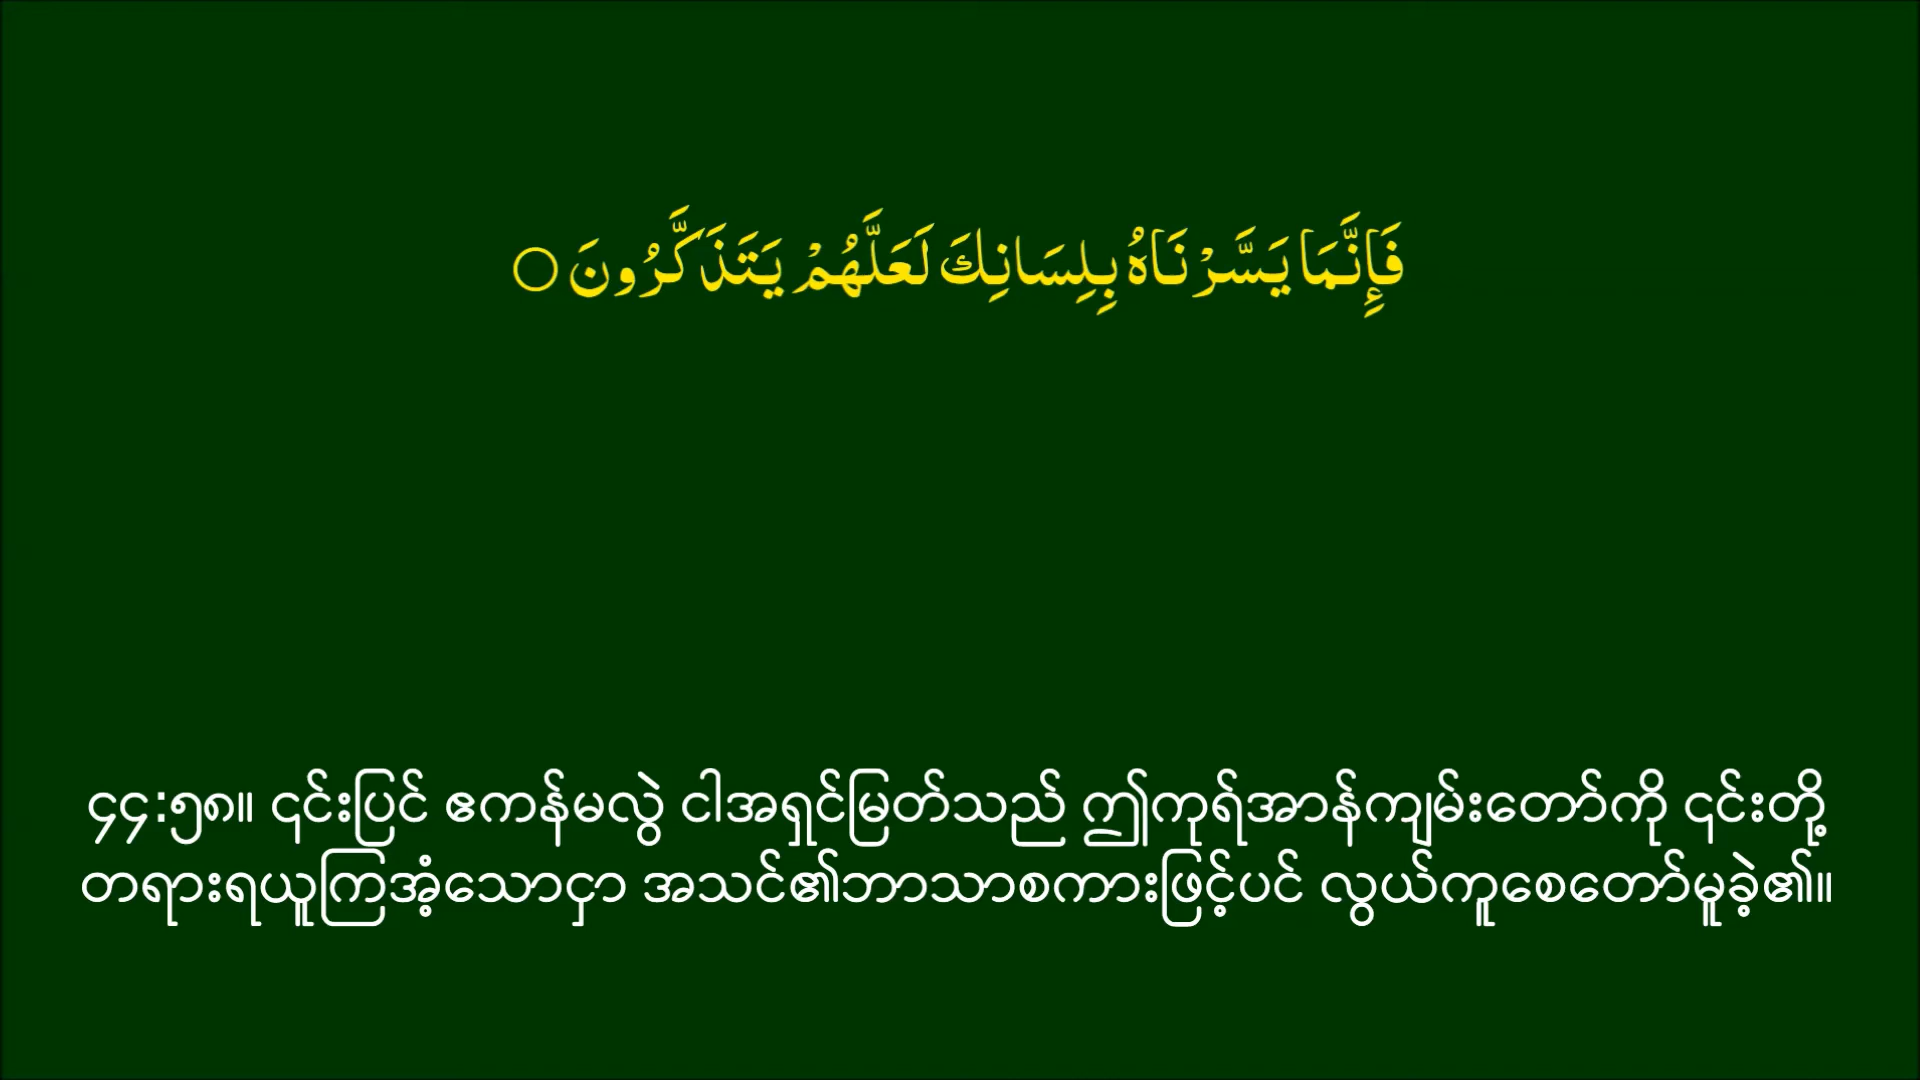 فَإِنَّمَا يَسَّرْنَاهُ بِلِسَانِكَ لَعَلَّهُمْ يَتَذَكَّرُونَ ۝
၄၄:၅၈။ ၎င်းပြင် ဧကန်မလွဲ ငါအရှင်မြတ်သည် ဤကုရ်အာန်ကျမ်းတော်ကို ၎င်းတို့
တရားရယူကြအံ့သောငှာ အသင်၏ဘာသာစကားဖြင့်ပင် လွယ်ကူစေတော်မူခဲ့၏။